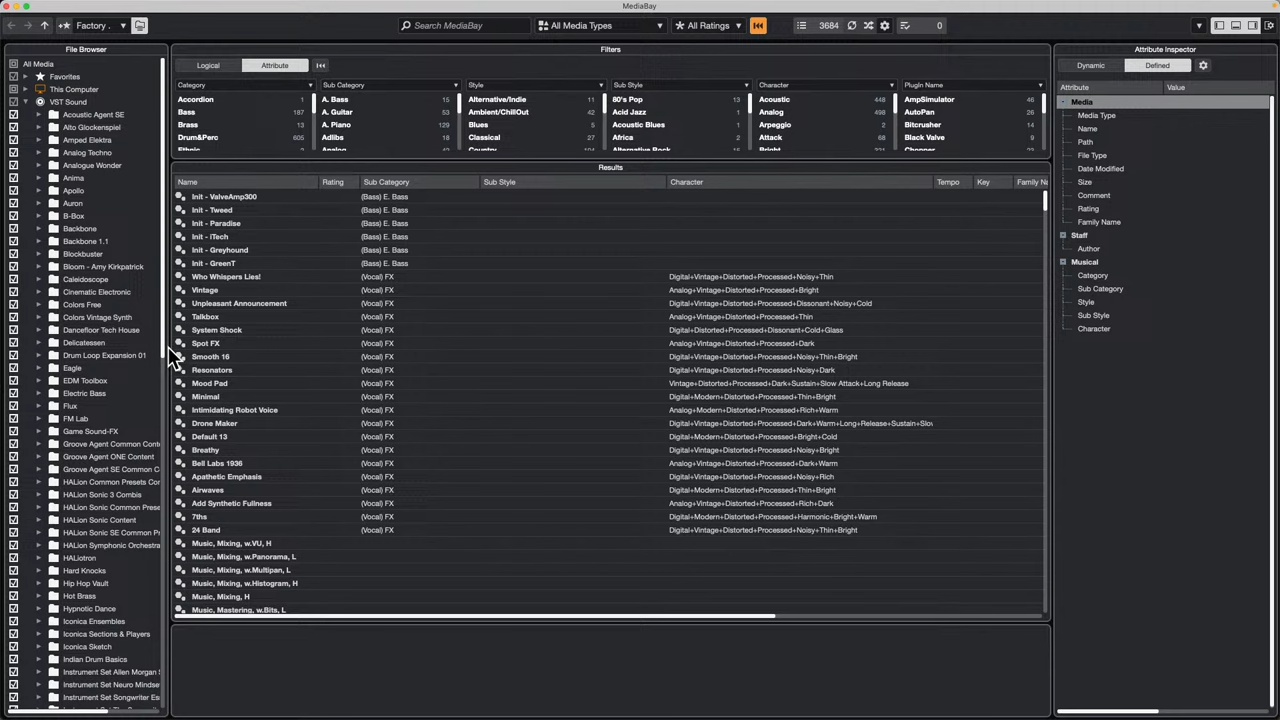 MediaBay
Factory .
Search MediaBay
All Media Types
All Ratings
3684
0
File Browser
All Media
Favorites
This Computer
VST Sound
Acoustic Agent SE
Alto Glockenspiel
Amped Elektra
Analog Techno
Analogue Wonder
Anima
Apollo
Auron
B-Box
Backbone
Backbone 1.1
Blockbuster
Bloom - Amy Kirkpatrick
Caleidoscope
Cinematic Electronic
Colors Free
Colors Vintage Synth
Dancefloor Tech House
Delicatessen
Drum Loop Expansion 01
Eagle
EDM Toolbox
Electric Bass
Flux
FM Lab
Game Sound-FX
Groove Agent Common Cont
Groove Agent ONE Content
Groove Agent SE Common C
HALion Common Presets Cor
HALion Sonic 3 Combis
HALion Sonic Common Prese
HALion Sonic Content
HALion Sonic SE Common Pr
HALion Symphonic Orchestra
HALiotron
Hard Knocks
Hip Hop Vault
Hot Brass
Hypnotic Dance
Iconica Ensembles
Iconica Sections & Players
Iconica Sketch
Indian Drum Basics
Instrument Set Allen Morgan S
Instrument Set Neuro Mindse
Instrument Set Songwriter Es
Filters
Logical
Attribute
Category Sub Category Style Sub Style Character PlugIn Name
Accordion 1 A. Bass 15 Alternative/Indie 11 80's Pop 13 Acoustic 448 AmpSimulator 46
Bass 187 A. Guitar 53 Ambient/ChillOut 42 Acid Jazz 1 Analog 498 AutoPan 26
Brass 13 A. Piano 139 Blues 5 Acoustic Blues 1 Arpeggio 2 Bitcrusher 14
Drum&Perc 605 Adlibs 18 Classical 27 Africa 2 Attack 68 Black Valve 2
Ethnic Analog Country 104 Alternative Rock Bright 321 Chopper
Results
Name Rating Sub Category Sub Style Character Tempo Key Family Na
Init - ValveAmp300 (Bass) E. Bass
Init - Tweed (Bass) E. Bass
Init - Paradise (Bass) E. Bass
Init - iTech (Bass) E. Bass
Init - Greyhound (Bass) E. Bass
Init - GreenT (Bass) E. Bass
Who Whispers Lies! (Vocal) FX Digital+Vintage+Distorted+Processed+Noisy+Thin
Vintage (Vocal) FX Analog+Vintage+Distorted+Processed+Bright
Unpleasant Announcement (Vocal) FX Digital+Vintage+Distorted+Processed+Dissonant+Noisy+Cold
Talkbox (Vocal) FX Analog+Vintage+Distorted+Processed+Thin
System Shock (Vocal) FX Digital+Distorted+Processed+Dissonant+Cold+Glass
Spot FX (Vocal) FX Analog+Vintage+Distorted+Processed+Dark
Smooth 16 (Vocal) FX Digital+Vintage+Distorted+Processed+Noisy+Thin+Bright
Resonators (Vocal) FX Digital+Vintage+Distorted+Processed+Noisy+Dark
Mood Pad (Vocal) FX Vintage+Distorted+Processed+Dark+Sustain+Slow Attack+Long Release
Minimal (Vocal) FX Digital+Modern+Distorted+Processed+Thin+Bright
Intimidating Robot Voice (Vocal) FX Analog+Modern+Distorted+Processed+Rich+Warm
Drone Maker (Vocal) FX Digital+Vintage+Distorted+Processed+Dark+Warm+Long+Release+Sustain+Slov
Default 13 (Vocal) FX Digital+Modern+Distorted+Processed+Bright+Cold
Breathy (Vocal) FX Digital+Vintage+Distorted+Processed+Noisy+Bright
Bell Labs 1936 (Vocal) FX Analog+Vintage+Distorted+Processed+Dark+Warm
Apathetic Emphasis (Vocal) FX Digital+Vintage+Distorted+Processed+Noisy+Rich
Airwaves (Vocal) FX Digital+Modern+Distorted+Processed+Thin+Bright
Add Synthetic Fullness (Vocal) FX Analog+Vintage+Distorted+Processed+Rich+Dark
7ths (Vocal) FX Digital+Modern+Distorted+Processed+Harmonic+Bright+Warm
24 Band (Vocal) FX Digital+Vintage+Distorted+Processed+Noisy+Thin+Bright
Music, Mixing, w.VU, H
Music, Mixing, w.Panorama, L
Music, Mixing, w.Multipan, L
Music, Mixing, w.Histogram, H
Music, Mixing, H
Music, Mastering, w.Bits, L
Attribute Inspector
Dynamic
Defined
Attribute Value
Media
Media Type
Name
Path
File Type
Date Modified
Size
Comment
Rating
Family Name
Staff
Author
Musical
Category
Sub Category
Style
Sub Style
Character